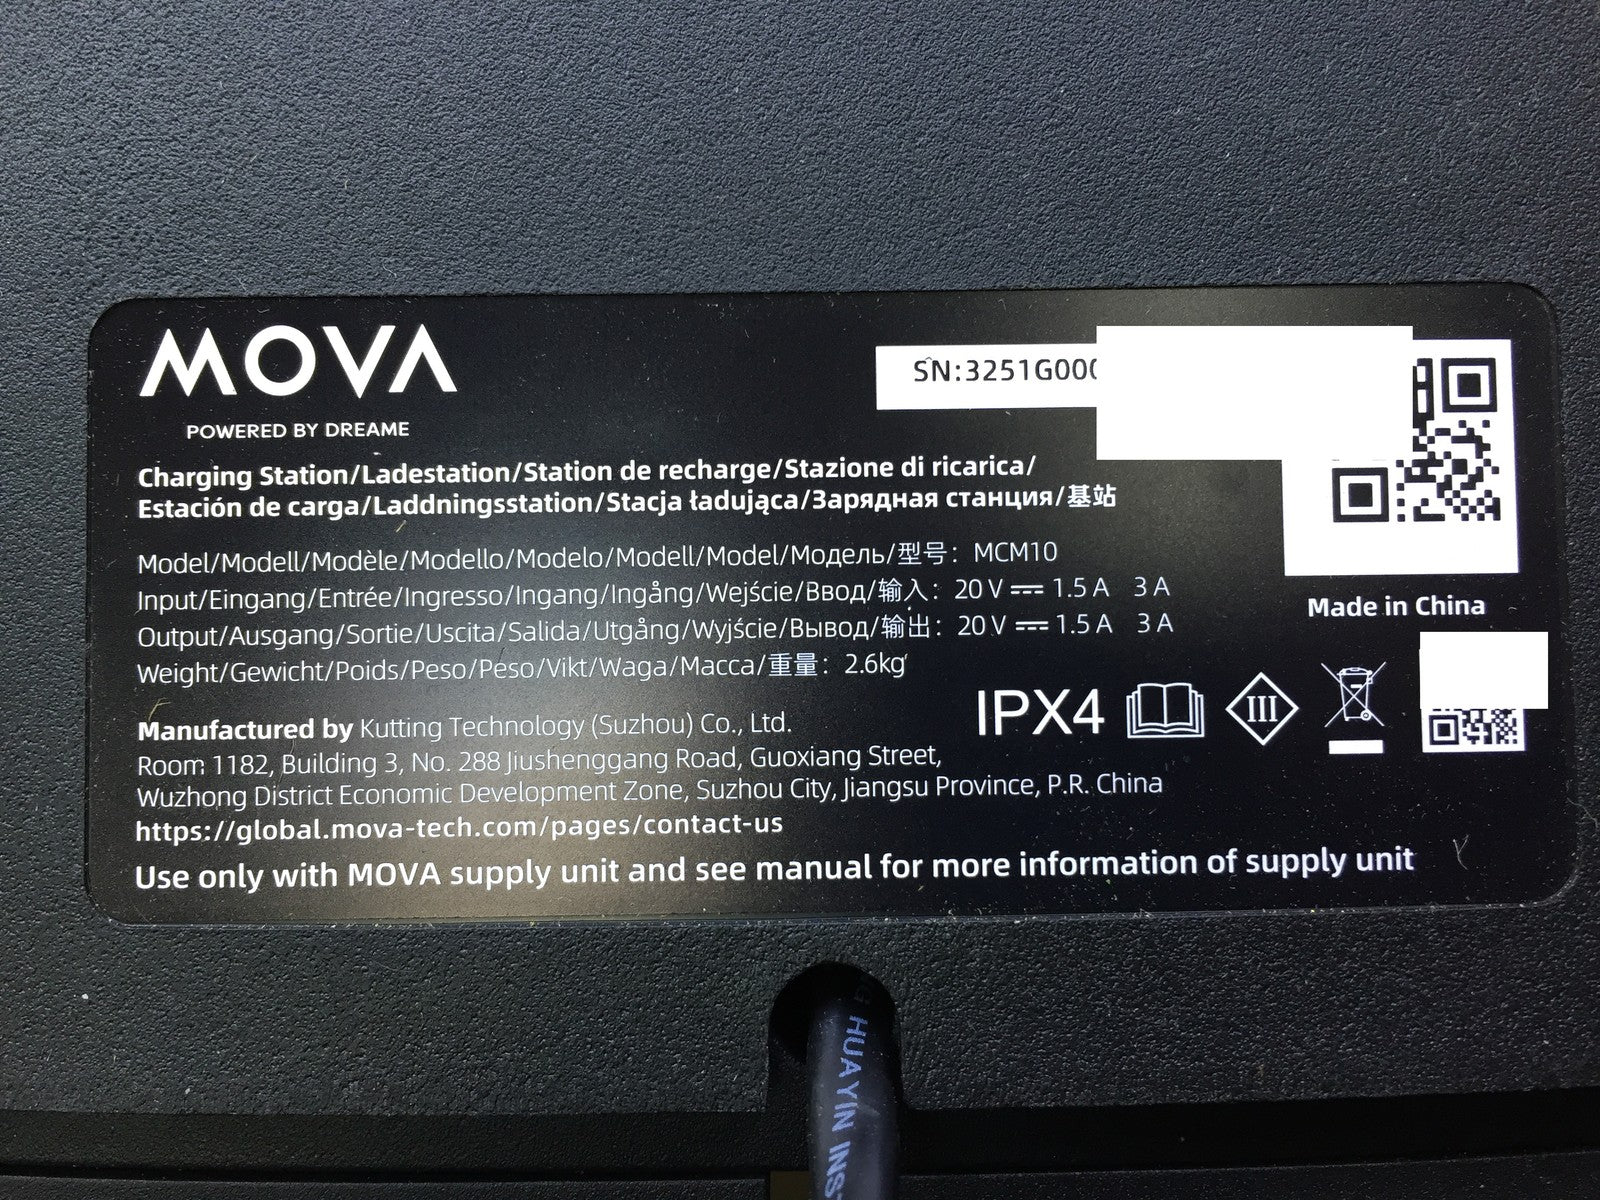 MOVA
POWERED BY DREAME
SN:3251G000
Charging Station/Ladestation/Station de recharge/Stazione di ricarica/
Estación de carga/Laddningsstation/Stacja ładująca/Зарядная станция/基站
Model/Modell/Modèle/Modello/Modelo/Modell/Model/Модель/型号: MCM10
Input/Eingang/Entrée/Ingresso/Ingang/Ingång/Wejście/Ввод/输入: 20 V ⎓ 1.5 A 3 A
Output/Ausgang/Sortie/Uscita/Salida/Utgång/Wyjście/Вывод/输出: 20 V ⎓ 1.5 A 3 A
Weight/Gewicht/Poids/Peso/Peso/Vikt/Waga/Масса/重量: 2.6kg
Made in China
IPX4
III
Manufactured by Kutting Technology (Suzhou) Co., Ltd.
Room 1182, Building 3, No. 288 Jiushenggang Road, Guoxiang Street,
Wuzhong District Economic Development Zone, Suzhou City, Jiangsu Province, P.R. China
https://global.mova-tech.com/pages/contact-us
Use only with MOVA supply unit and see manual for more information of supply unit
HUAYIN INS